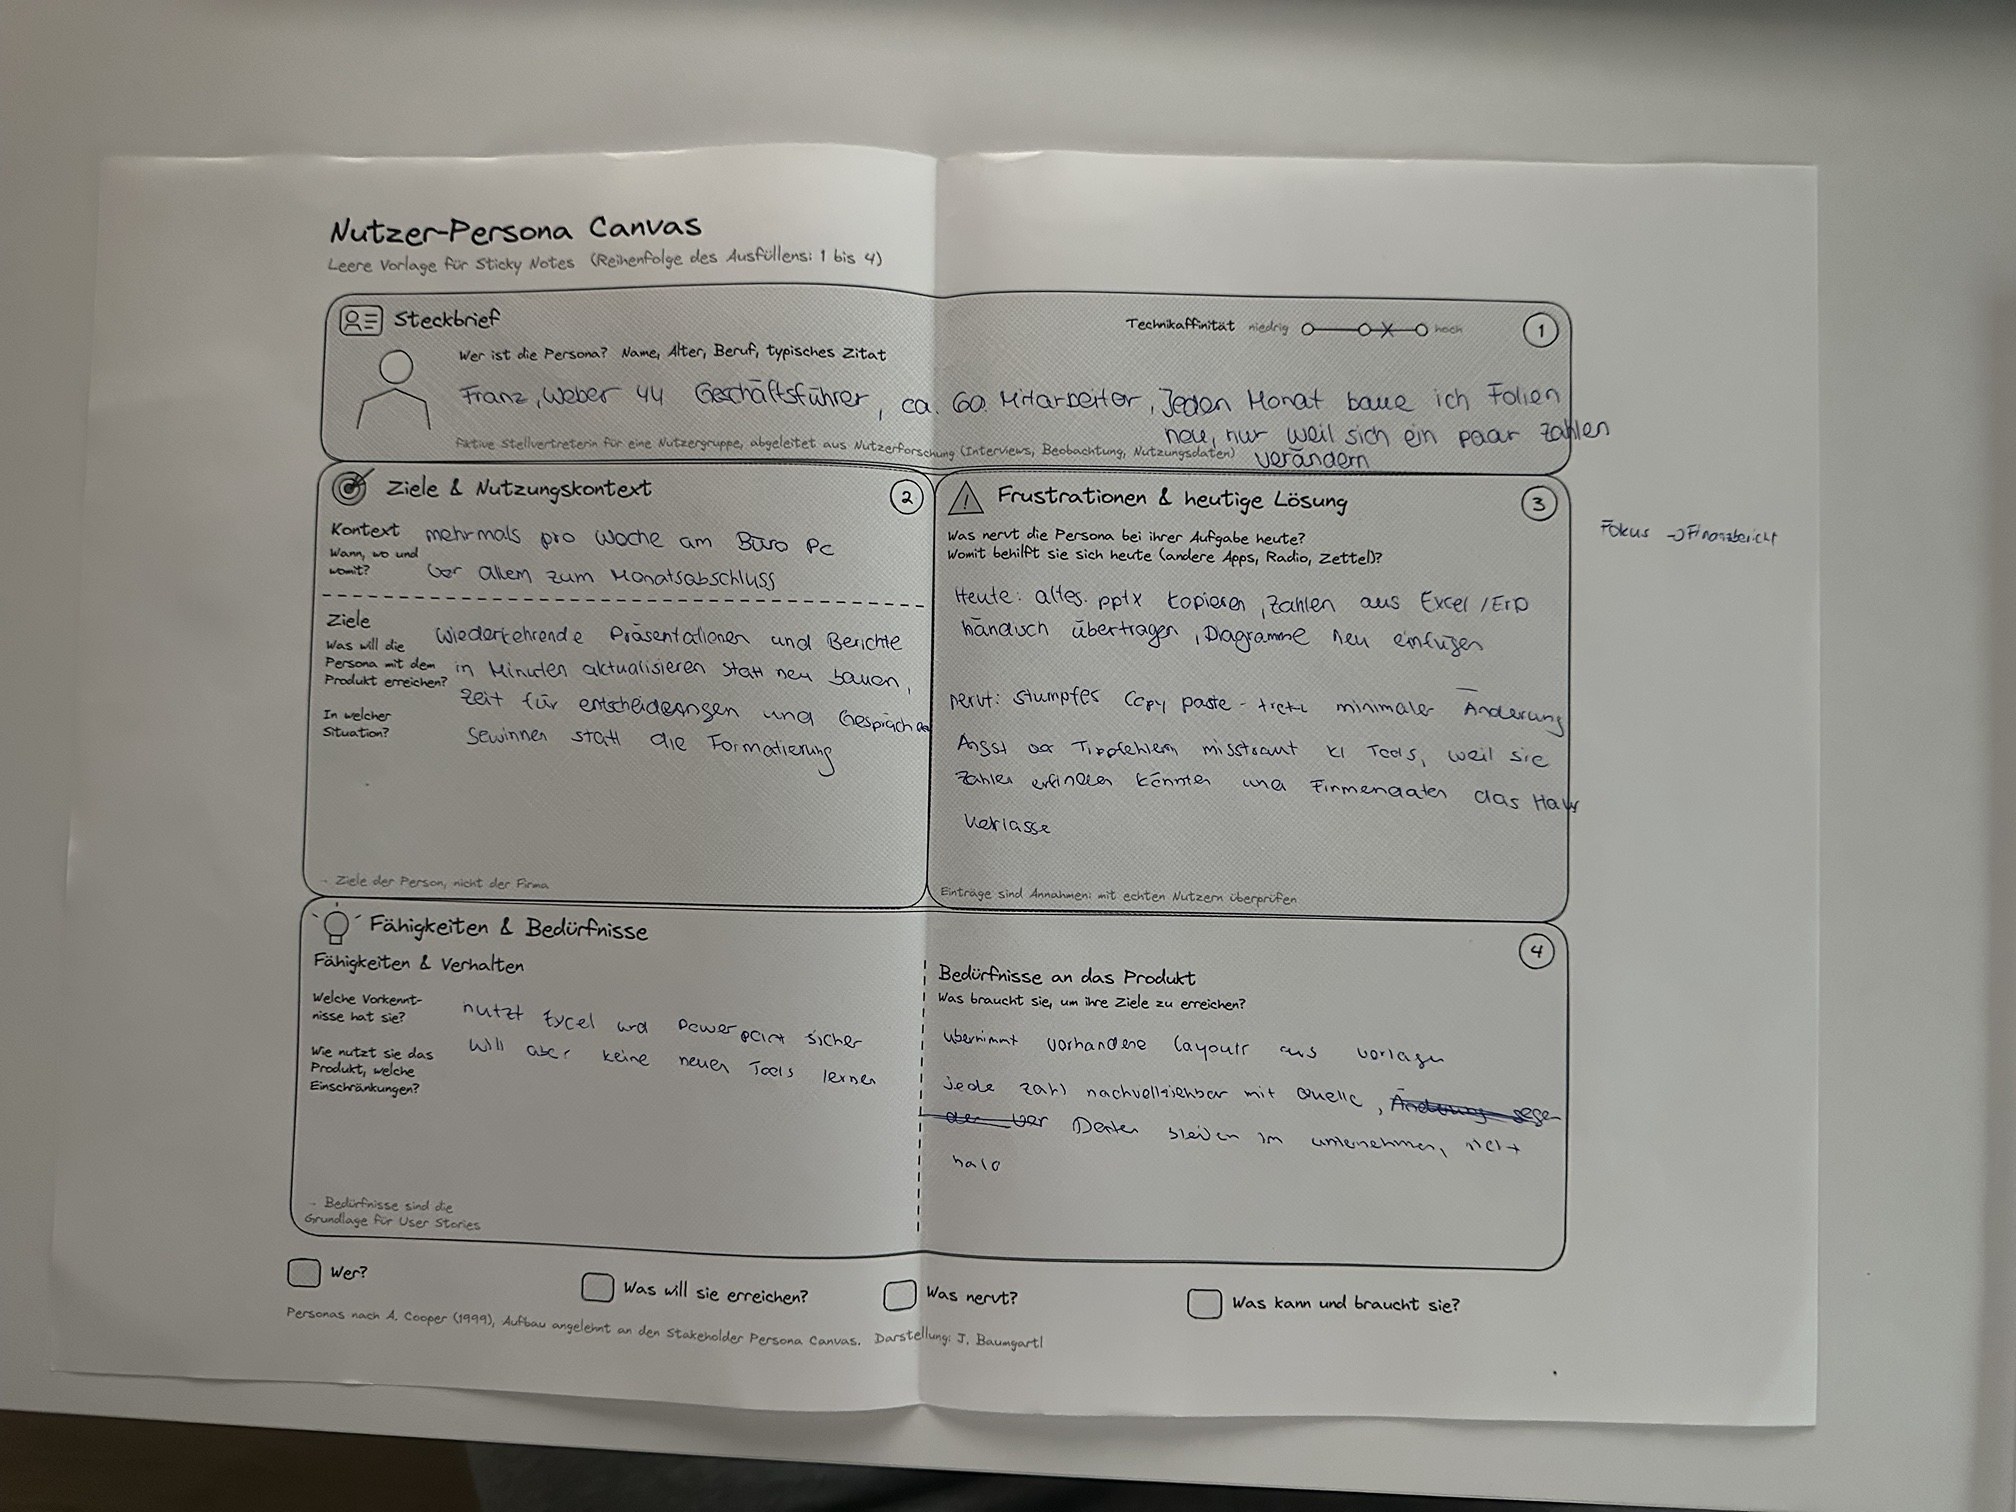 Nutzer-Persona Canvas
Leere Vorlage für Sticky Notes (Reihenfolge des Ausfüllens: 1 bis 4)
Steckbrief
Technikaffinität niedrig hoch
1
Wer ist die Persona? Name, Alter, Beruf, typisches Zitat
Franz, Weber 44 Geschäftsführer, ca. 60. Mitarbeiter, Jeden Monat baue ich Folien
neu, nur weil sich ein paar Zahlen
verändern
Fiktive Stellvertreterin für eine Nutzergruppe, abgeleitet aus Nutzerforschung (Interviews, Beobachtung, Nutzungsdaten)
Ziele & Nutzungskontext
2
Kontext
Wann, wo und
womit?
mehrmals pro Woche am Büro PC
vor allem zum Monatsabschluss
Ziele
Was will die
Persona mit dem
Produkt erreichen?
In welcher
Situation?
Wiederkehrende Präsentationen und Berichte
in Minuten aktualisieren statt neu bauen,
Zeit für und Gespräch
gewinnen statt die Formatierung
→ Ziele der Person, nicht der Firma
Frustrationen & heutige Lösung
3
Was nervt die Persona bei ihrer Aufgabe heute?
Womit behilft sie sich heute (andere Apps, Radio, Zettel)?
Heute: altes. pptx kopieren, Zahlen aus Excel / ERP
händisch übertragen, Diagramme neu einfügen
nervt: stumpfes Copy paste - trotz minimaler Änderung
Angst vor Tippfehlern misstraut KI Tools, weil sie
Zahlen erfinden könnten und Firmendaten das Haus
verlasse
Einträge sind Annahmen: mit echten Nutzern überprüfen
Fokus → Finanzbericht
Fähigkeiten & Bedürfnisse
4
Fähigkeiten & Verhalten
Welche Vorkennt-
nisse hat sie?
Wie nutzt sie das
Produkt, welche
Einschränkungen?
nutzt Excel und Powerpoint sicher
will aber keine neuen Tools lernen
→ Bedürfnisse sind die
Grundlage für User Stories
Bedürfnisse an das Produkt
Was braucht sie, um ihre Ziele zu erreichen?
übernimmt vorhandene Layouts aus
jede Zahl nachvollziehbar mit Quelle,
Daten bleiben im unternehmen, nicht
Wer?
Was will sie erreichen?
Was nervt?
Was kann und braucht sie?
Personas nach A. Cooper (1999), Aufbau angelehnt an den Stakeholder Persona Canvas. Darstellung: J. Baumgartl